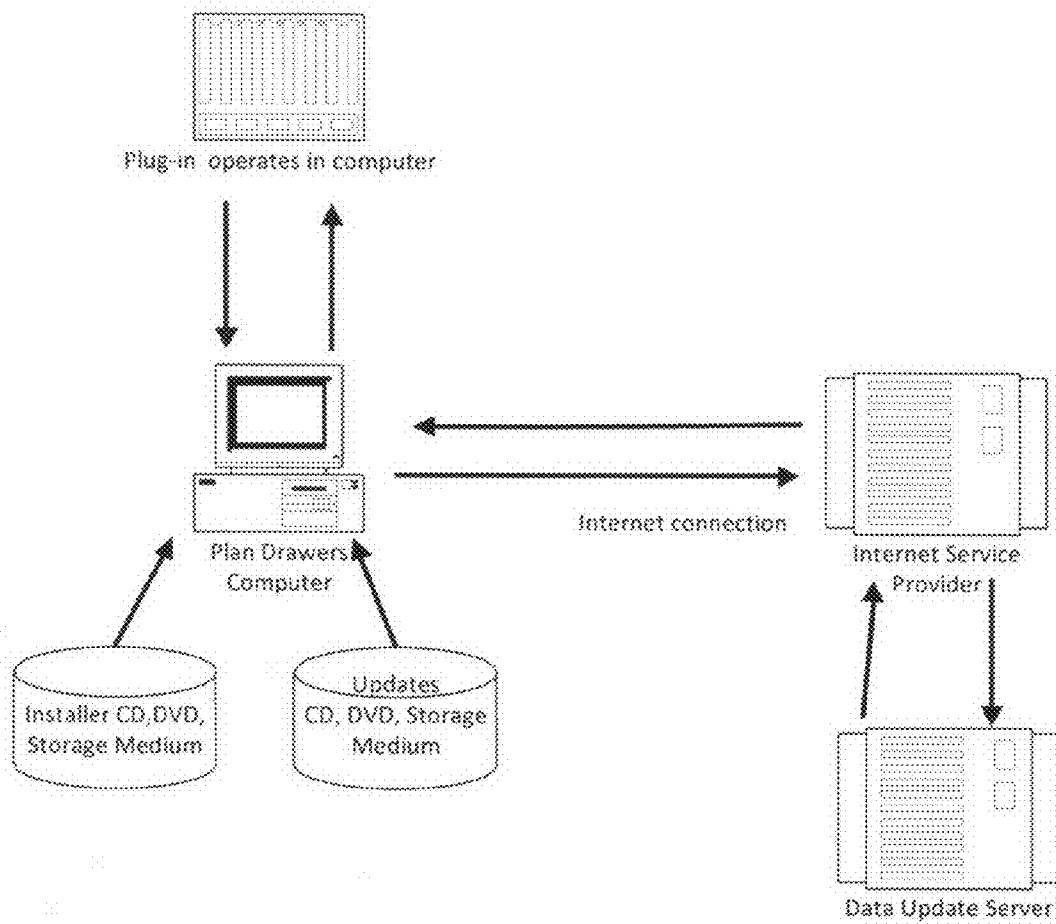 Plug-in operates in computer
Internet connection
Plan Drawers
Computer
Internet Service
Provider
Installer CD,DVD,
Storage Medium
Updates
CD, DVD, Storage
Medium
Data Update Server